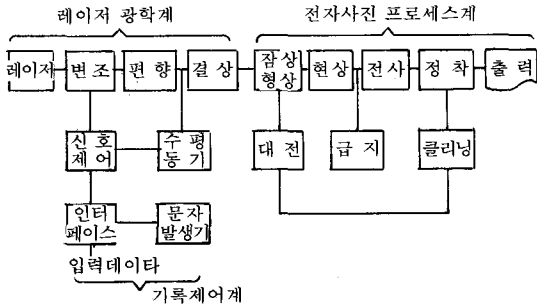 레이저 광학계
전자사진 프로세스계
레이저 변조 편향 결상 잠상형상 현상 전사 정착 출력
신호제어
수평동기
대전
급지
클리닝
인터페이스
문자발생기
입력데이타
기록제어계